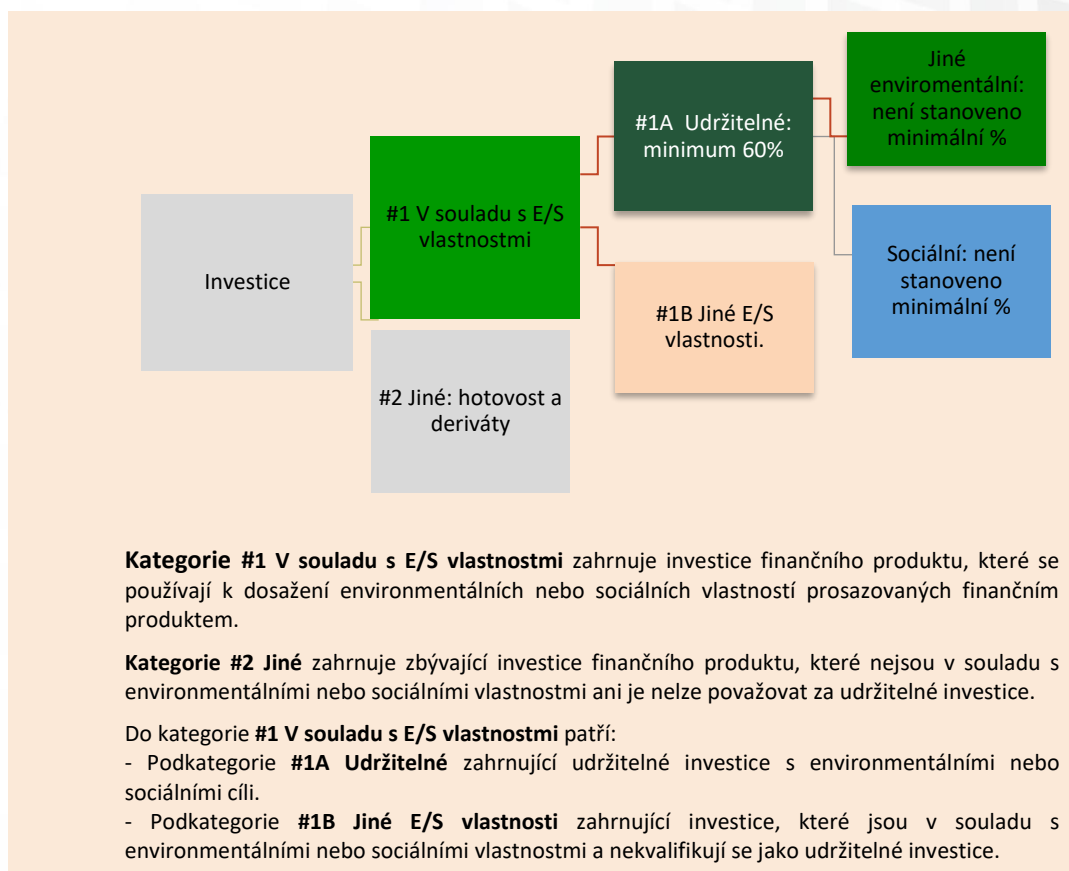 Investice
#1 V souladu s E/S
vlastnostmi
#2 Jiné: hotovost a
deriváty
#1A Udržitelné:
minimum 60%
#1B Jiné E/S
vlastnosti.
Jiné
enviromentální:
není stanoveno
minimální %
Sociální: není
stanoveno
minimální %
Kategorie #1 V souladu s E/S vlastnostmi zahrnuje investice finančního produktu, které se
používají k dosažení environmentálních nebo sociálních vlastností prosazovaných finančním
produktem.
Kategorie #2 Jiné zahrnuje zbývající investice finančního produktu, které nejsou v souladu s
environmentálními nebo sociálními vlastnostmi ani je nelze považovat za udržitelné investice.
Do kategorie #1 V souladu s E/S vlastnostmi patří:
- Podkategorie #1A Udržitelné zahrnující udržitelné investice s environmentálními nebo
sociálními cíli.
- Podkategorie #1B Jiné E/S vlastnosti zahrnující investice, které jsou v souladu s
environmentálními nebo sociálními vlastnostmi a nekvalifikují se jako udržitelné investice.